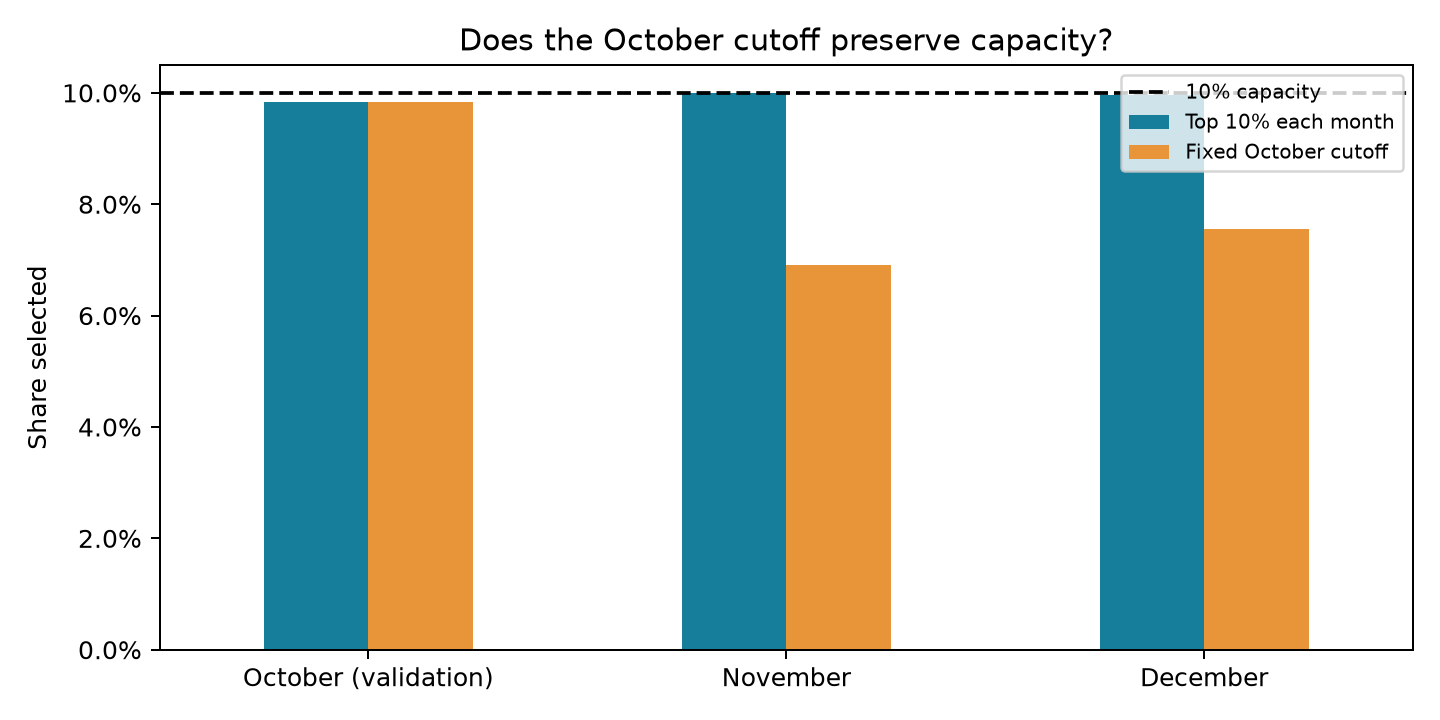 Does the October cutoff preserve capacity?
10% capacity
Top 10% each month
Fixed October cutoff
Share selected
10.0%
8.0%
6.0%
4.0%
2.0%
0.0%
October (validation)
November
December